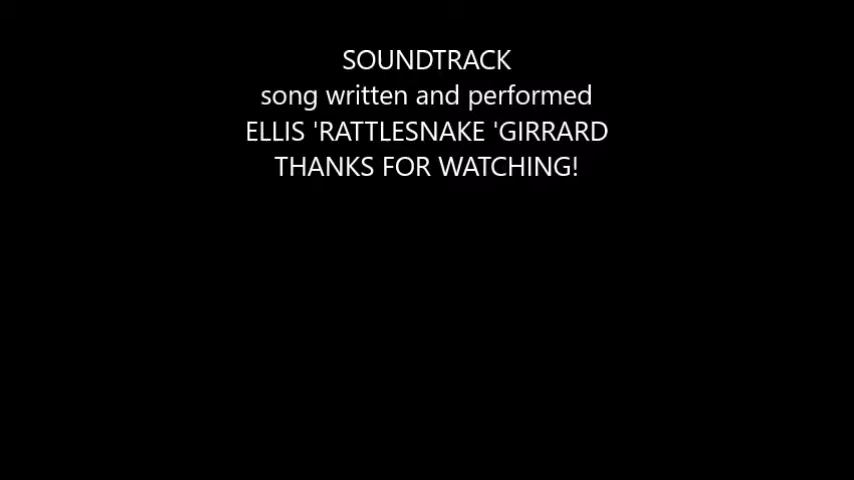 SOUNDTRACK
song written and performed
ELLIS 'RATTLESNAKE 'GIRRARD
THANKS FOR WATCHING!